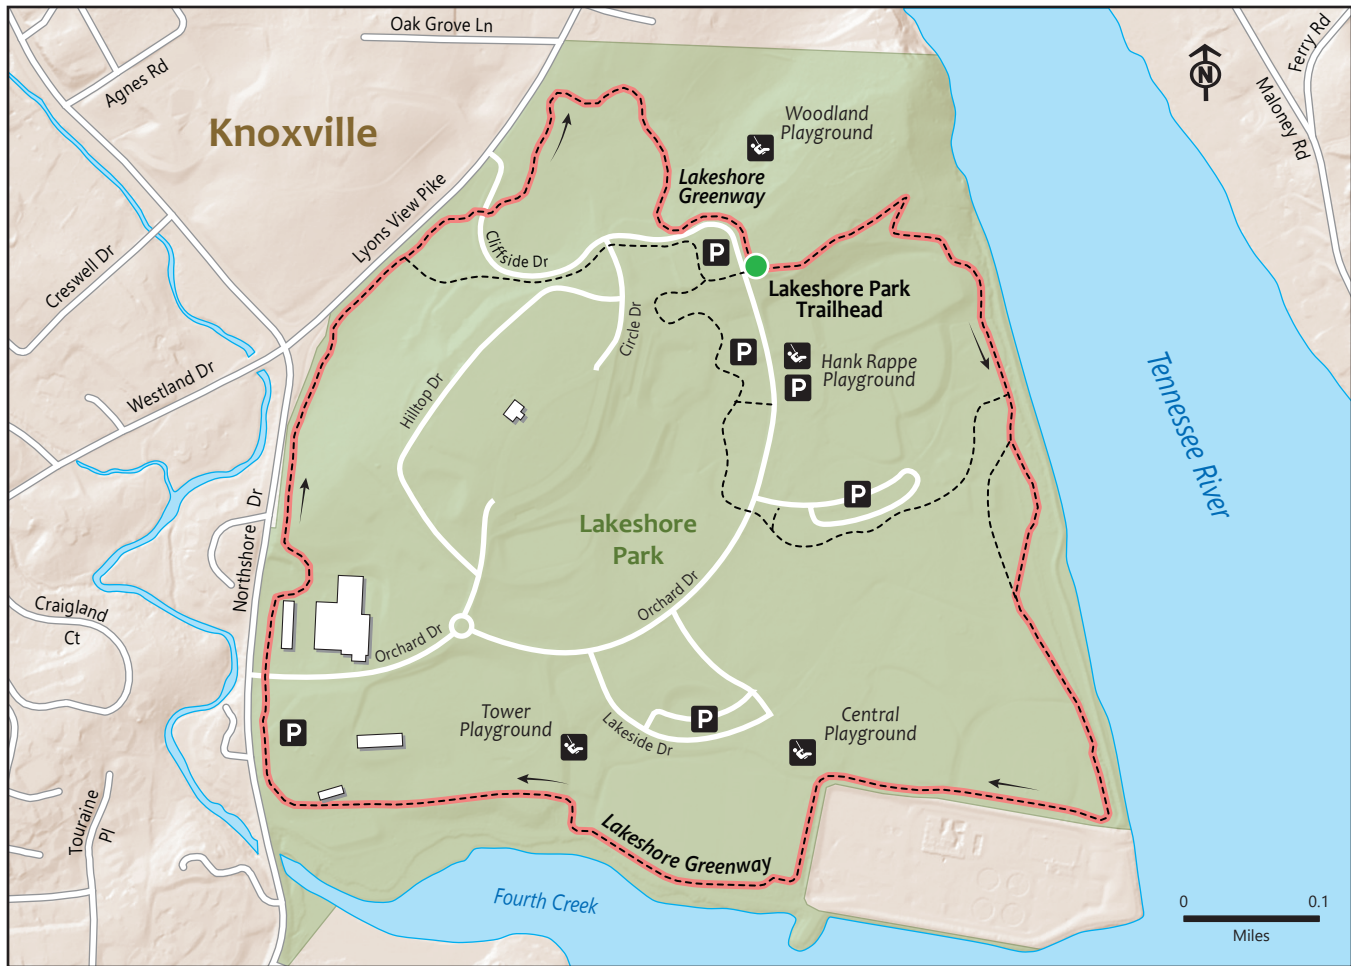 Oak Grove Ln
Agnes Rd
Ferry Rd
N
Maloney Rd
Knoxville
Woodland
Playground
Lakeshore
Greenway
Lyons View Pike
Creswell Dr
Cliffside Dr
P
Lakeshore Park
Trailhead
Circle Dr
P
Hank Rappe
Playground
P
Westland Dr
Hilltop Dr
Tennessee River
Northshore Dr
P
Lakeshore
Park
Craigland
Ct
Orchard Dr
Orchard Dr
Tower
Playground
P
Lakeside Dr
Central
Playground
P
Touraine
Pl
Lakeshore Greenway
Fourth Creek
0 0.1
Miles